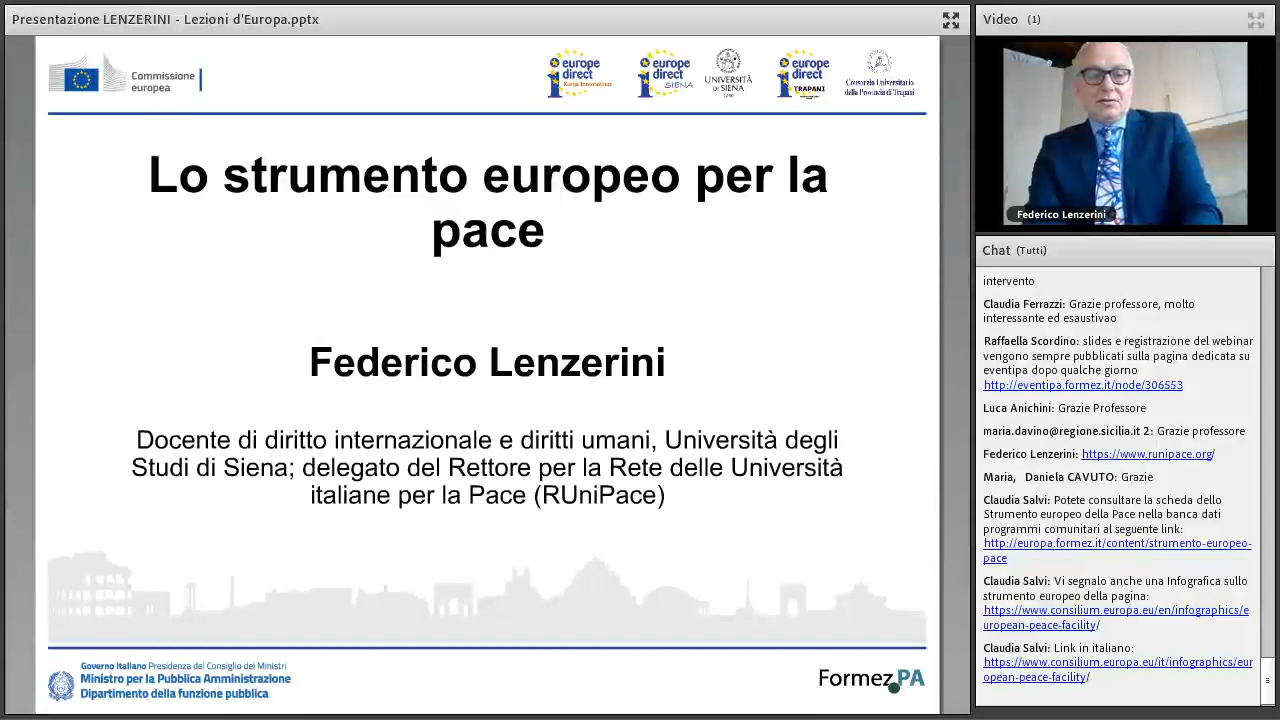 Presentazione LENZERINI - Lezioni d'Europa.pptx
Commissione
europea
europe
direct
Roma Innovazione
europe
direct
SIENA
UNIVERSITÀ
DI SIENA
1240
europe
direct
TRAPANI
Consorzio Universitario
della Provincia di Trapani
Lo strumento europeo per la
pace
Federico Lenzerini
Docente di diritto internazionale e diritti umani, Università degli
Studi di Siena; delegato del Rettore per la Rete delle Università
italiane per la Pace (RUniPace)
Governo Italiano Presidenza del Consiglio dei Ministri
Ministro per la Pubblica Amministrazione
Dipartimento della funzione pubblica
Formez PA
Video (1)
Federico Lenzerini
Chat (Tutti)
intervento
Claudia Ferrazzi: Grazie professore, molto
interessante ed esaustivao
Raffaella Scordino: slides e registrazione del webinar
vengono sempre pubblicati sulla pagina dedicata su
eventipa dopo qualche giorno
http://eventipa.formez.it/node/306553
Luca Anichini: Grazie Professore
maria.davino@regione.sicilia.it 2: Grazie professore
Federico Lenzerini: https://www.runipace.org/
Maria, Daniela CAVUTO: Grazie
Claudia Salvi: Potete consultare la scheda dello
Strumento europeo della Pace nella banca dati
programmi comunitari al seguente link:
http://europa.formez.it/content/strumento-europeo-
pace
Claudia Salvi: Vi segnalo anche una Infografica sullo
strumento europeo della pagina:
https://www.consilium.europa.eu/en/infographics/e
uropean-peace-facility/
Claudia Salvi: Link in italiano:
https://www.consilium.europa.eu/it/infographics/eur
opean-peace-facility/